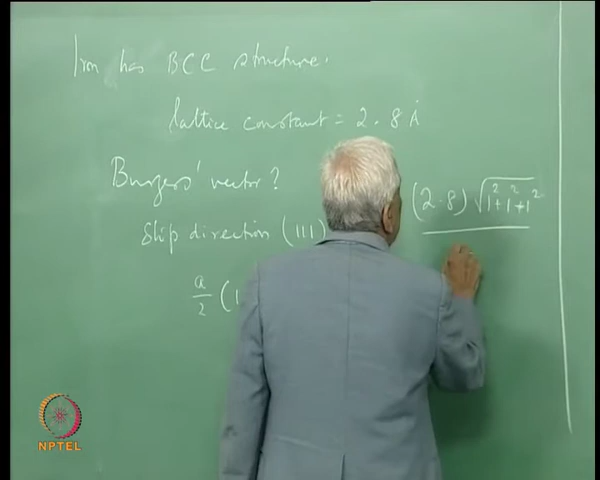 Iron has BCC structure.
lattice constant = 2.8 Å
Burgers' vector?
(2.8) √1²+1²+1²
Slip direction (111)
a/2 (1
NPTEL